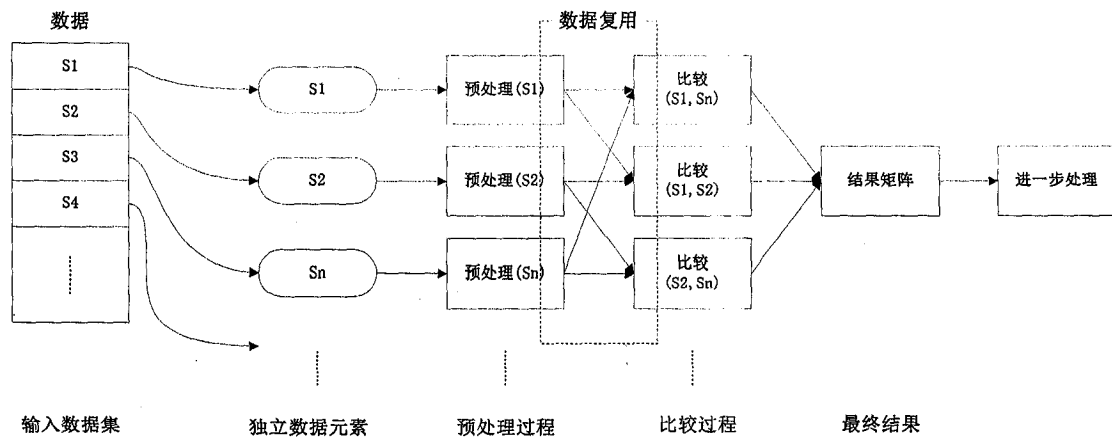 数据
数据复用
S1
S2
S3
S4
S1
S2
Sn
预处理(S1)
预处理(S2)
预处理(Sn)
比较
(S1,Sn)
比较
(S1,S2)
比较
(S2,Sn)
结果矩阵
进一步处理
输入数据集
独立数据元素
预处理过程
比较过程
最终结果